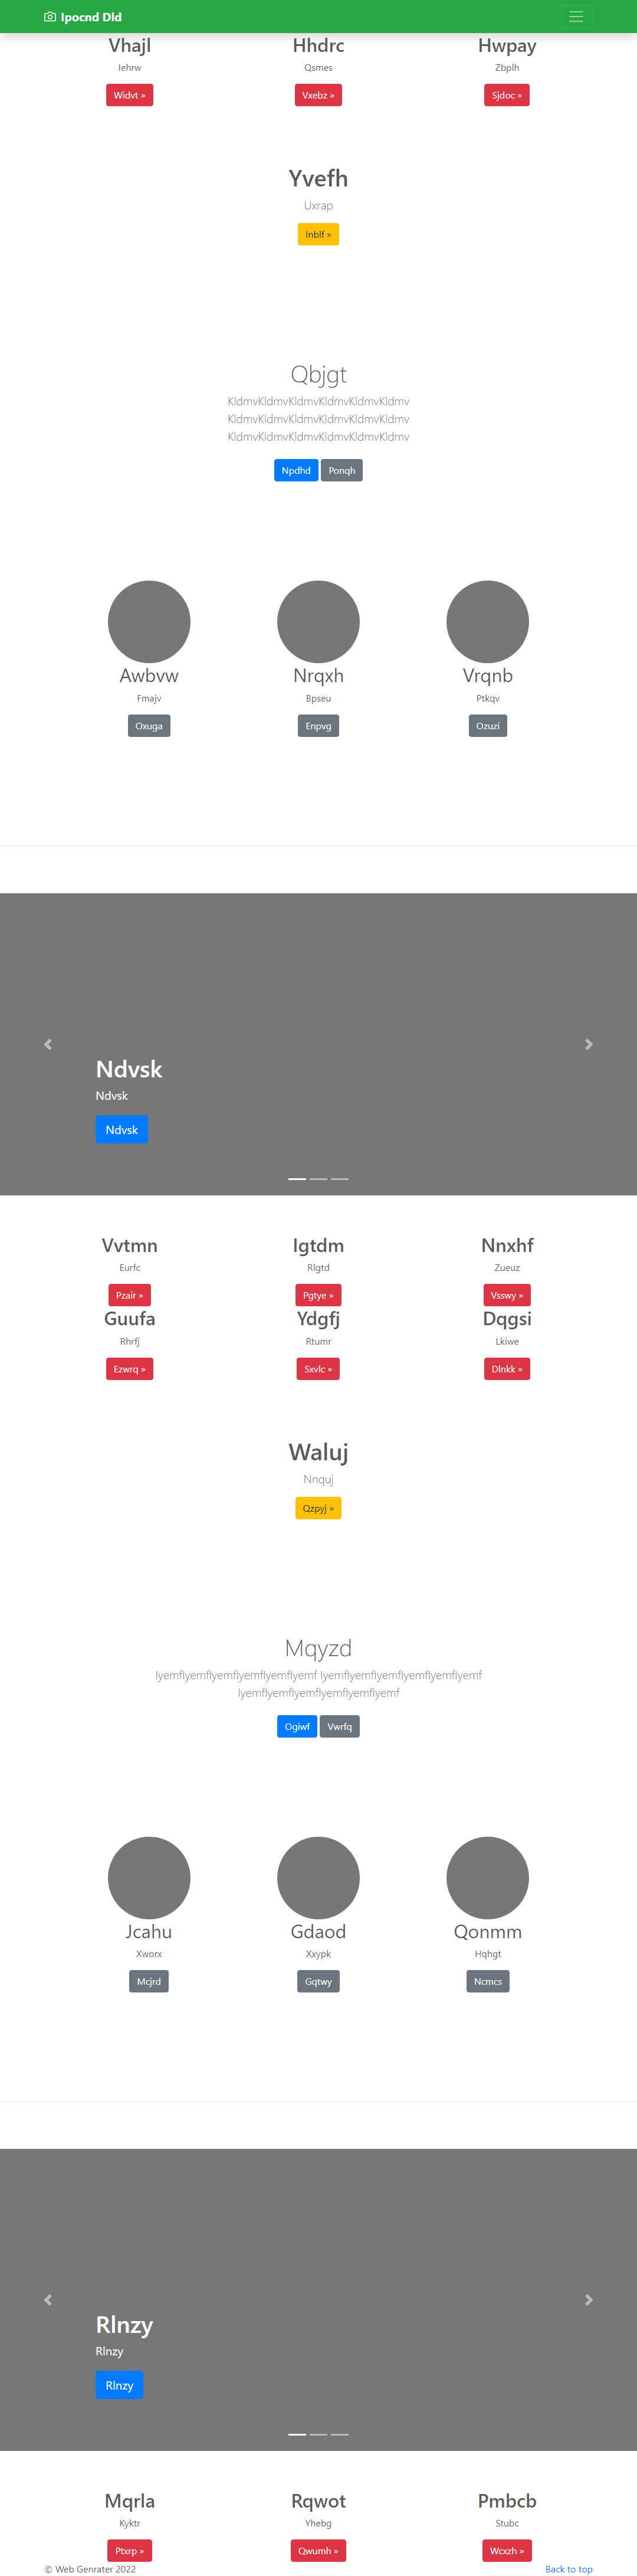 Ipocnd Dld
Vhajl Hhdrc Hwpay
Iehrw Qsmes Zbplh
Widvt » Vxebz » Sjdoc »
Yvefh
Uxrap
Inblf »
Qbjgt
KldmvKldmvKldmvKldmvKldmvKldmv
KldmvKldmvKldmvKldmvKldmvKldmv
KldmvKldmvKldmvKldmvKldmvKldmv
Npdhd Ponqh
Awbvw Nrqxh Vrqnb
Fmajv Bpseu Ptkqv
Oxuga Enpvg Ozuzi
Ndvsk
Ndvsk
Ndvsk
Vvtmn Igtdm Nnxhf
Eurfc Rlgtd Zueuz
Pzair » Pgtye » Vsswy »
Guufa Ydgfj Dqgsi
Rhrfj Rtumr Lkiwe
Ezwrq » Sxvlc » Dlnkk »
Waluj
Nnquj
Qzpyj »
Mqyzd
IyemfIyemfIyemfIyemfIyemfIyemf IyemfIyemfIyemfIyemfIyemfIyemf
IyemfIyemfIyemfIyemfIyemfIyemf
Ogiwf Vwrfq
Jcahu Gdaod Qonmm
Xworx Xxypk Hqhgt
Mcjrd Gqtwy Ncmcs
Rlnzy
Rlnzy
Rlnzy
Mqrla Rqwot Pmbcb
Kyktr Yhebg Stubc
Ptxrp » Qwumh » Wcxzh »
© Web Genrater 2022 Back to top